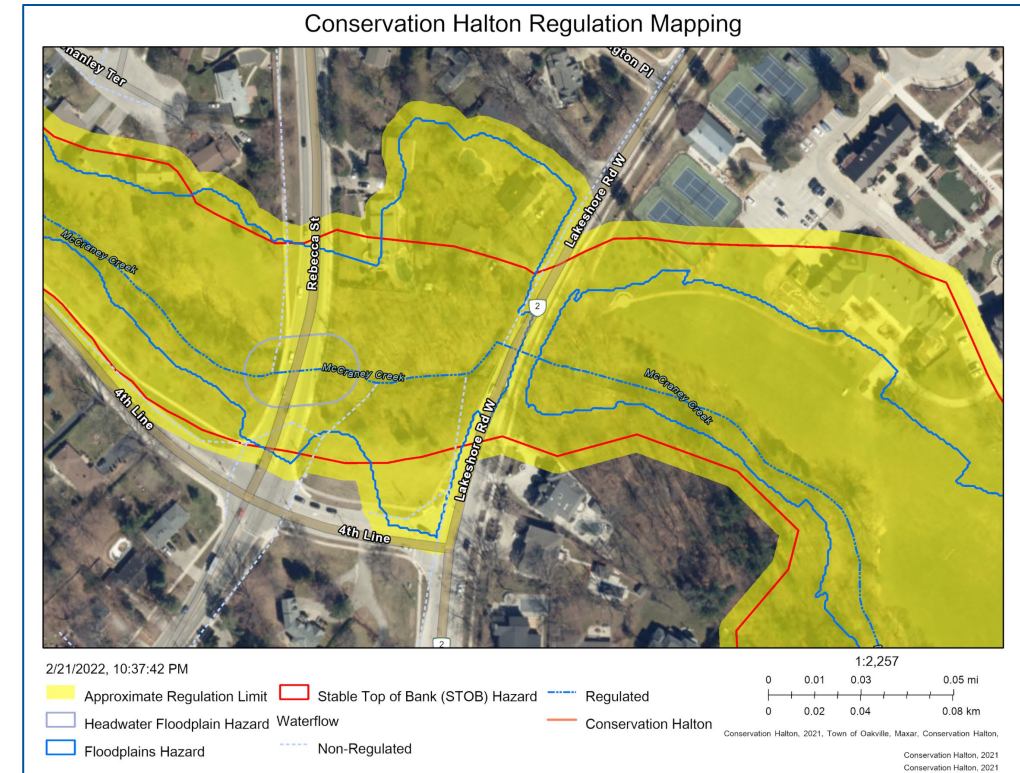 Conservation Halton Regulation Mapping
Ter
ngton Pl
Lakeshore Rd W
Rebecca St
McCraney Creek
2
McCraney Creek
McCraney Creek
4th Line
Lakeshore Rd W
4th Line
2
2/21/2022, 10:37:42 PM
1:2,257
Approximate Regulation Limit
Stable Top of Bank (STOB) Hazard
Regulated
0 0.01 0.03 0.05 mi
Headwater Floodplain Hazard
Waterflow
Conservation Halton
0 0.02 0.04 0.08 km
Floodplains Hazard
Non-Regulated
Conservation Halton, 2021, Town of Oakville, Maxar, Conservation Halton,
Conservation Halton, 2021
Conservation Halton, 2021